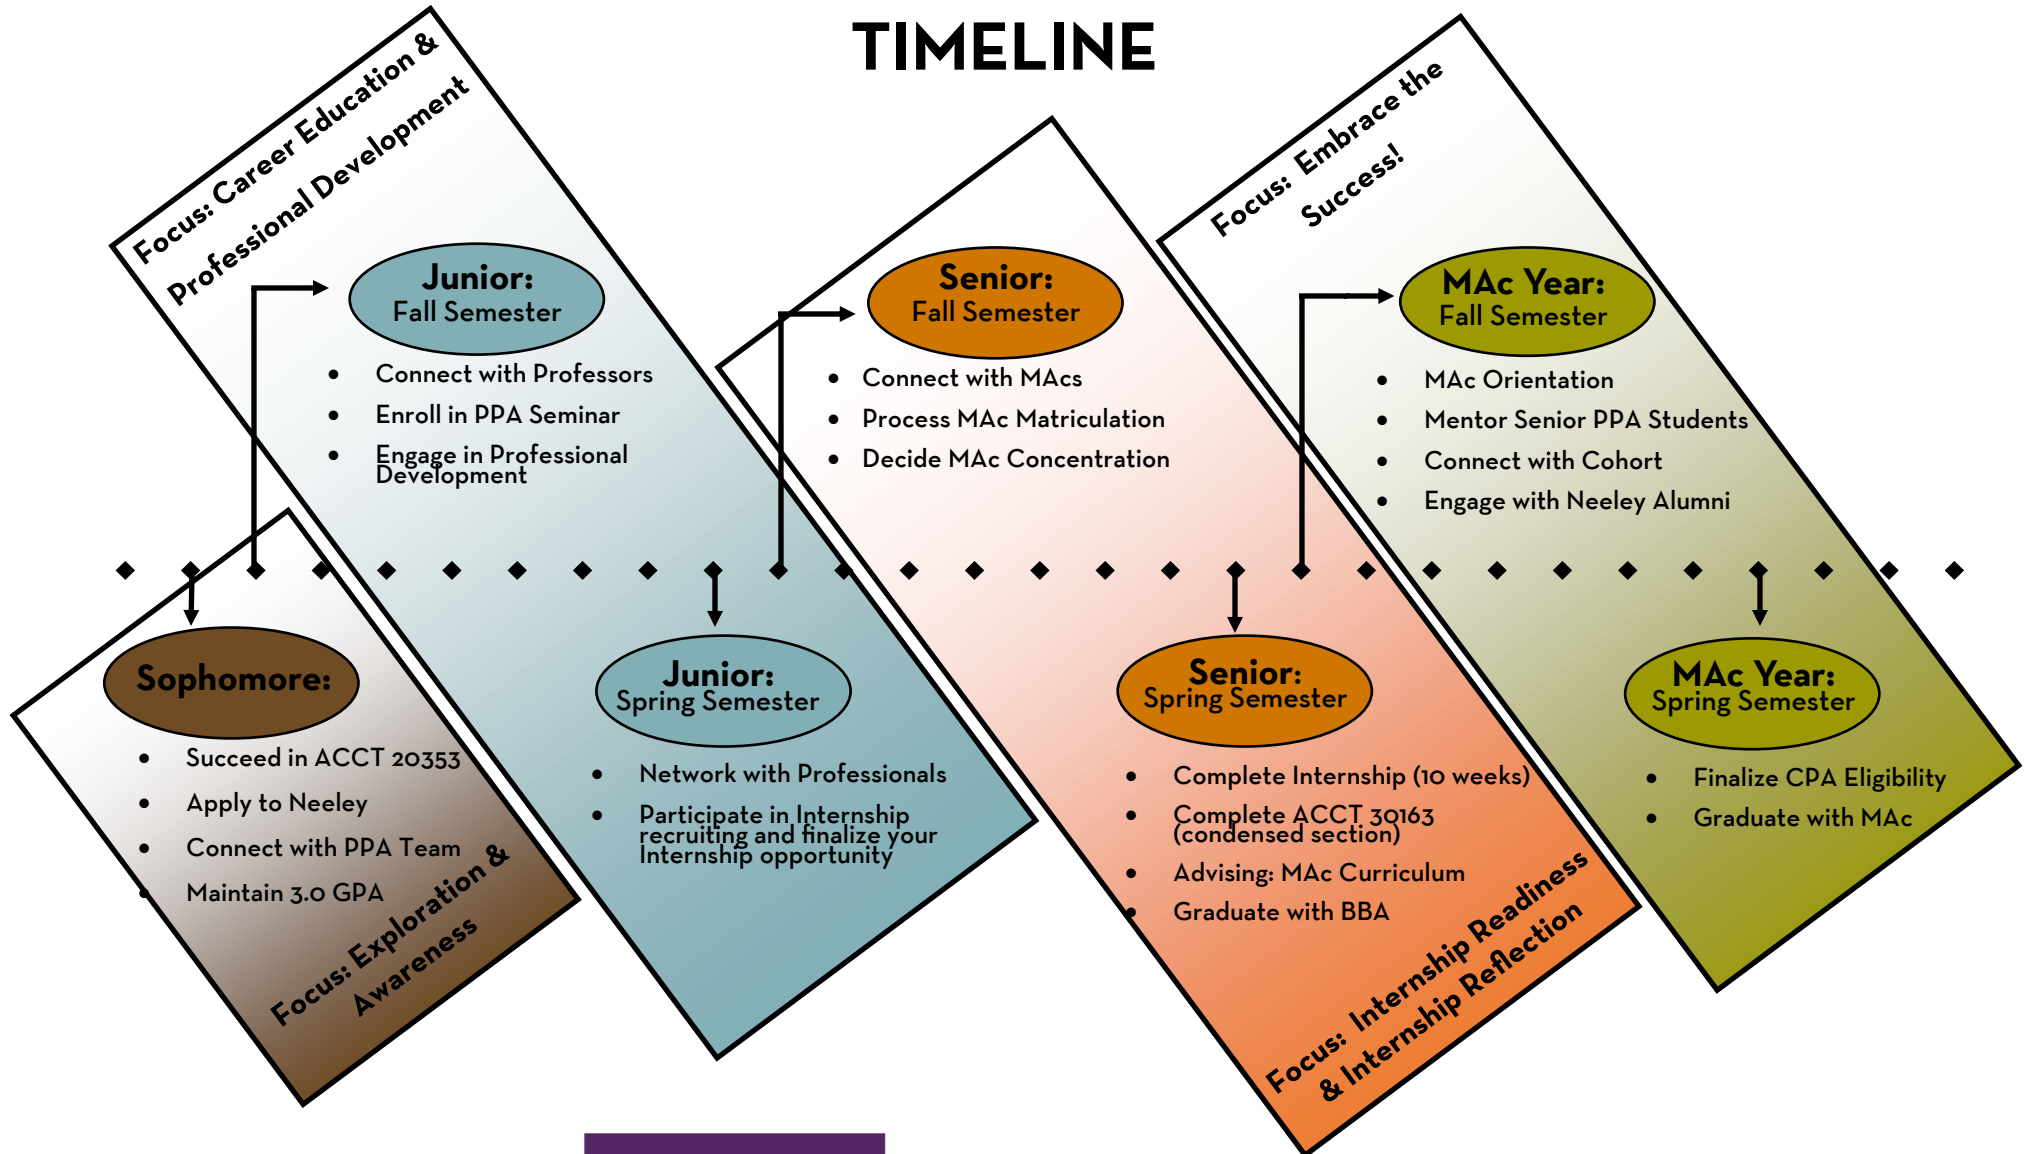 TIMELINE
Focus: Career Education &
Professional Development
Junior:
Fall Semester
• Connect with Professors
• Enroll in PPA Seminar
• Engage in Professional
Development
Senior:
Fall Semester
• Connect with MAcs
• Process MAc Matriculation
• Decide MAc Concentration
Focus: Embrace the
Success!
MAc Year:
Fall Semester
• MAc Orientation
• Mentor Senior PPA Students
• Connect with Cohort
• Engage with Neeley Alumni
Sophomore:
• Succeed in ACCT 20353
• Apply to Neeley
• Connect with PPA Team
• Maintain 3.0 GPA
Focus: Exploration &
Awareness
Junior:
Spring Semester
• Network with Professionals
• Participate in Internship
recruiting and finalize your
Internship opportunity
Senior:
Spring Semester
• Complete Internship (10 weeks)
• Complete ACCT 30163
(condensed section)
• Advising: MAc Curriculum
• Graduate with BBA
Focus: Internship Readiness
& Internship Reflection
MAc Year:
Spring Semester
• Finalize CPA Eligibility
• Graduate with MAc